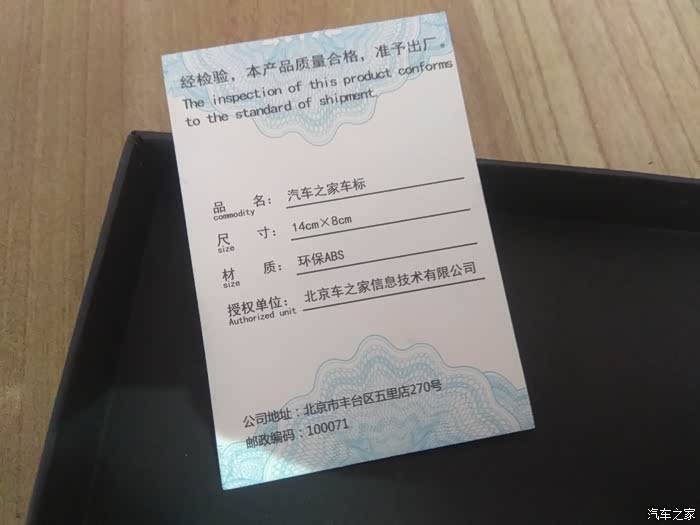 经检验，本产品质量合格，准予出厂。
The inspection of this product conforms
to the standard of shipment.
品 名： 汽车之家车标
commodity
尺 寸： 14cm×8cm
size
材 质： 环保ABS
size
授权单位： 北京车之家信息技术有限公司
Authorized unit
公司地址：北京市丰台区五里店270号
邮政编码：100071
汽车之家